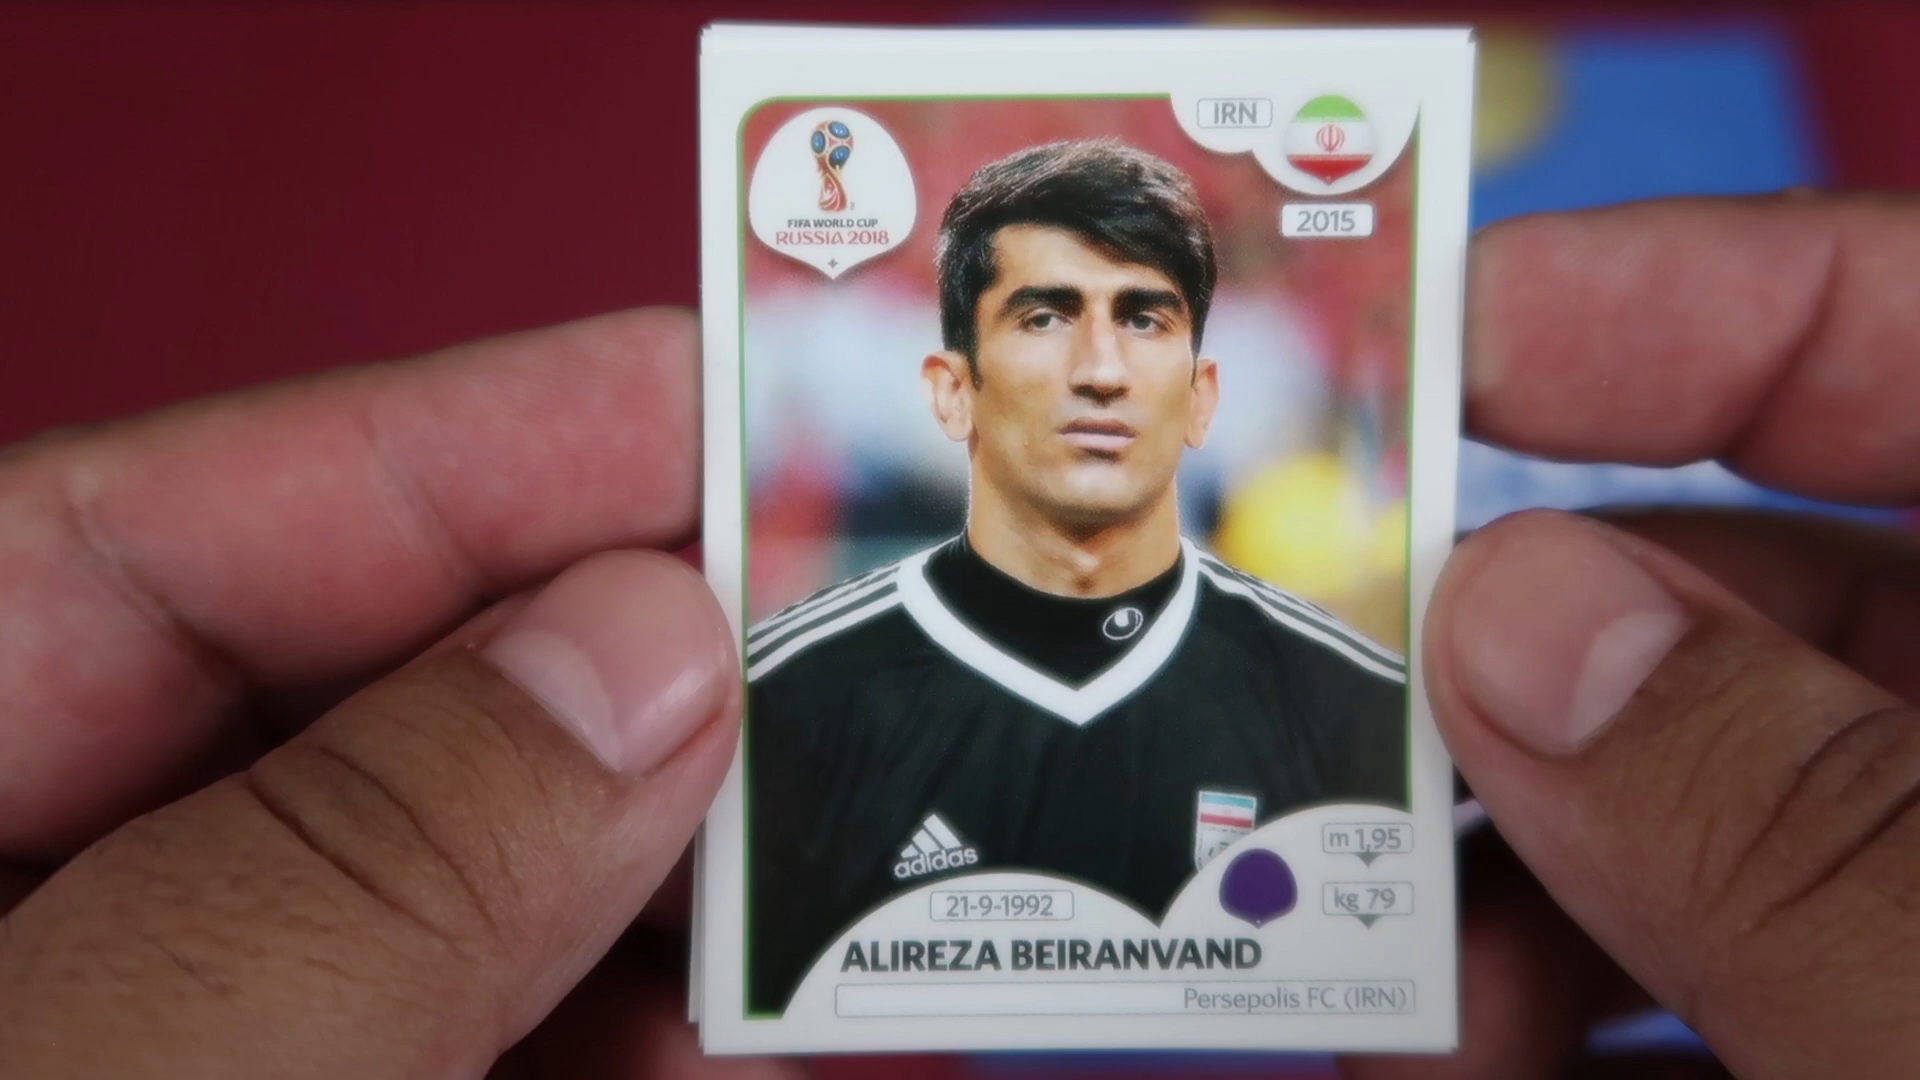 IRN
2015
FIFA WORLD CUP
RUSSIA 2018
adidas
m 1,95
kg 79
21-9-1992
ALIREZA BEIRANVAND
Persepolis FC (IRN)